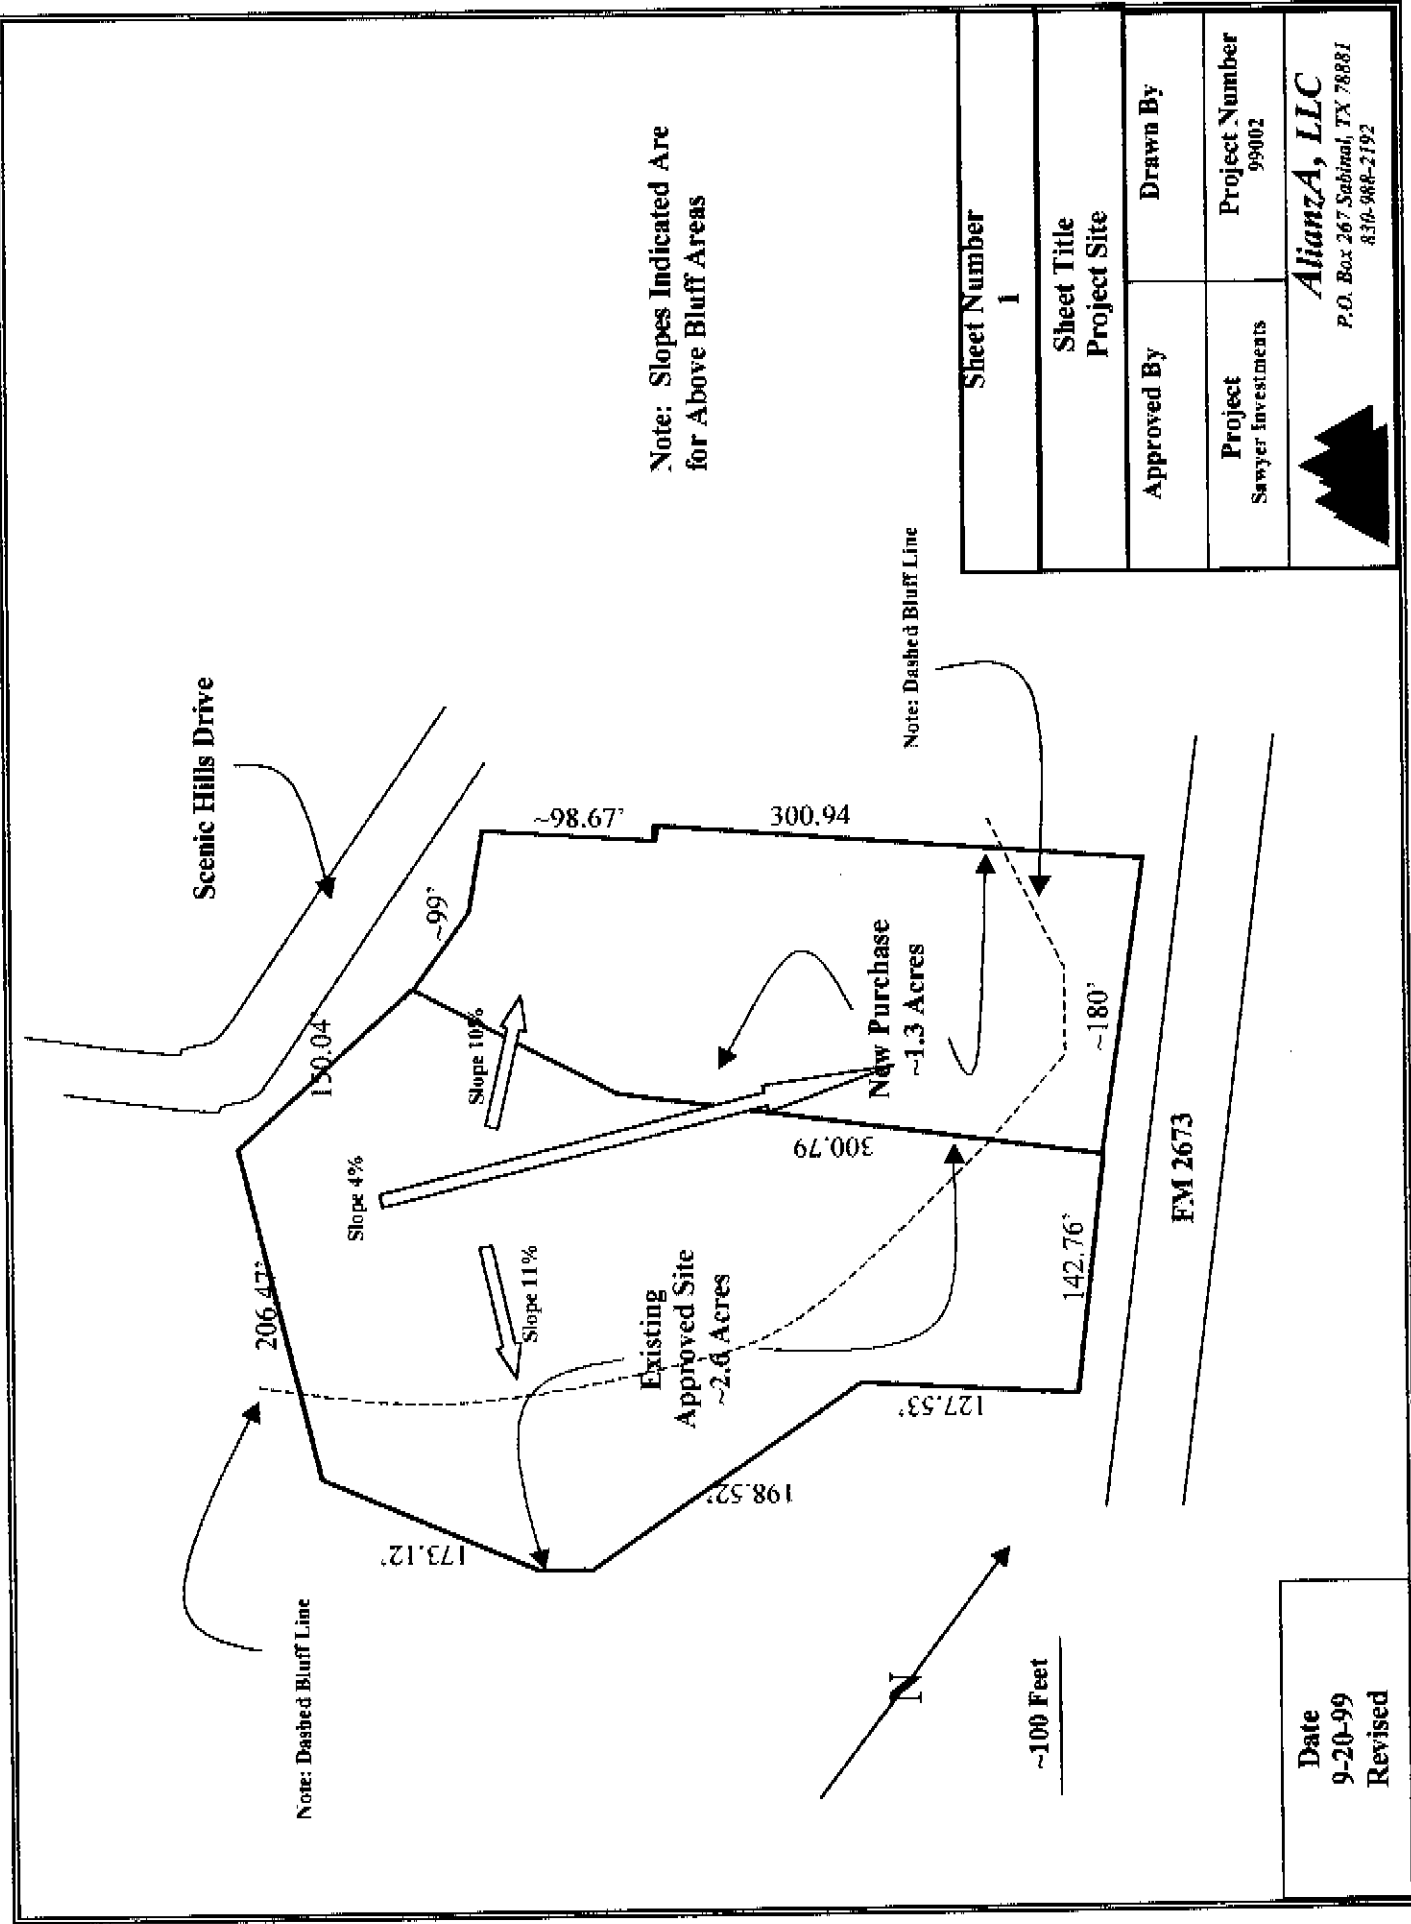 Scenic Hills Drive
Note: Dashed Bluff Line
206.47'
150.04'
~99'
~98.67'
300.94
173.12'
198.52'
127.53'
142.76'
300.79
~180'
Slope 4%
Slope 10%
Slope 11%
Existing
Approved Site
~2.6 Acres
New Purchase
~1.3 Acres
Note: Dashed Bluff Line
FM 2673
Note: Slopes Indicated Are
for Above Bluff Areas
N
~100 Feet
Date
9-20-99
Revised
Sheet Number
1
Sheet Title
Project Site
Approved By
Drawn By
Project
Sawyer Investments
Project Number
99002
AlianzA, LLC
P.O. Box 267 Sabinal, TX 78881
830-988-2192